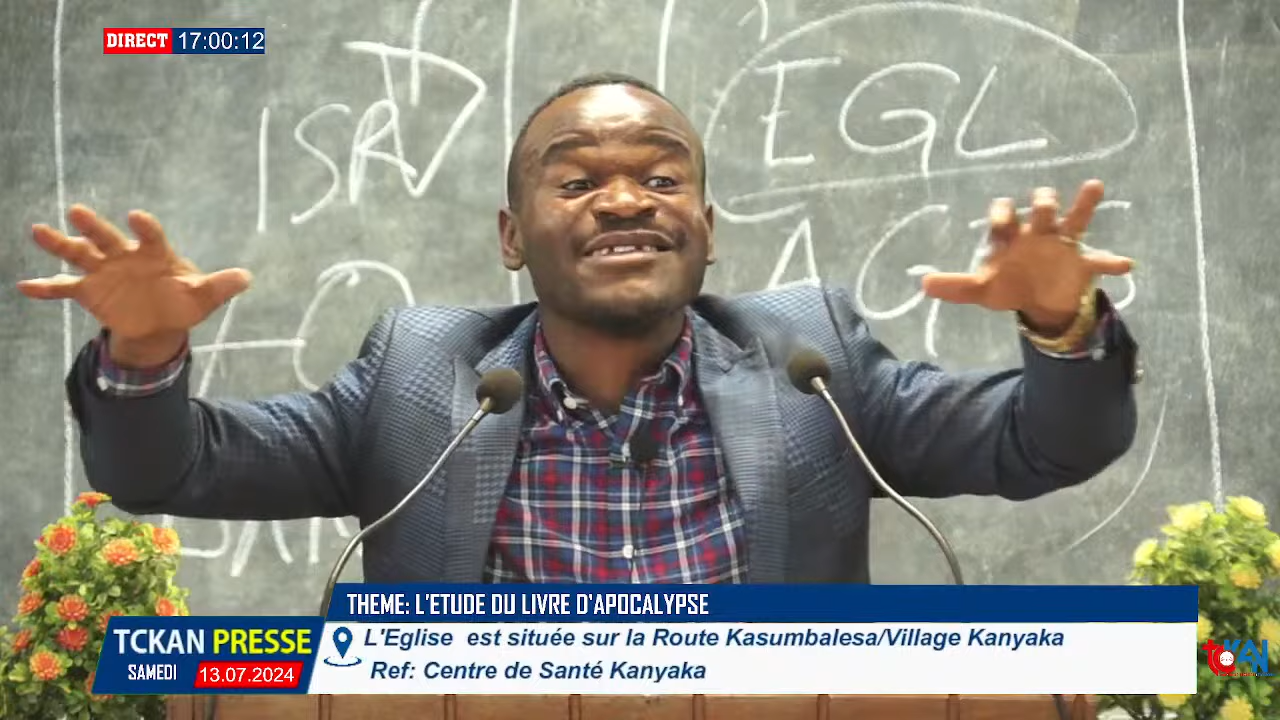 DIRECT 17:00:12
ISRA
EGL
THEME: L'ETUDE DU LIVRE D'APOCALYPSE
TCKAN PRESSE
SAMEDI 13.07.2024
L'Eglise est située sur la Route Kasumbalesa/Village Kanyaka
Ref: Centre de Santé Kanyaka